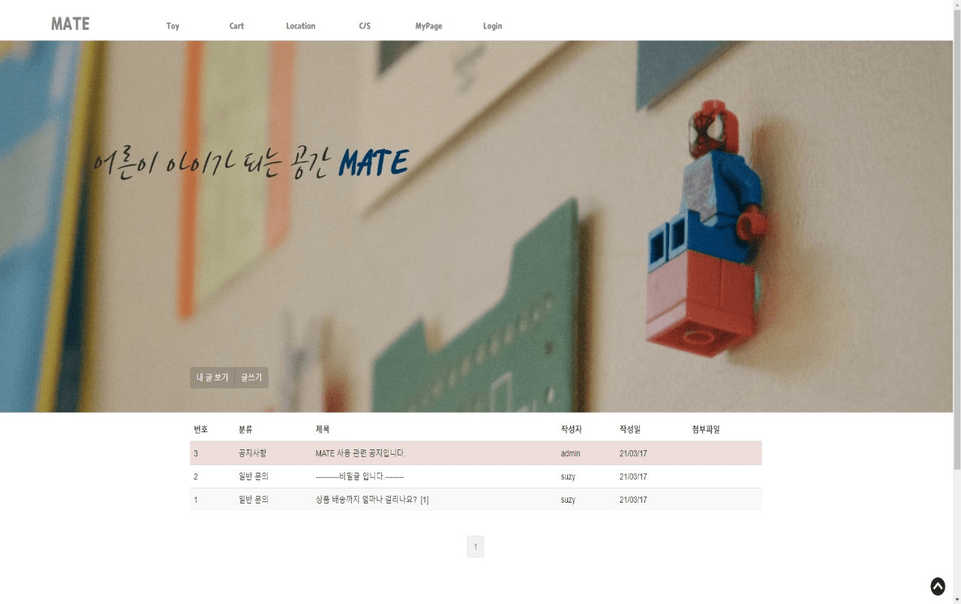 MATE Toy Cart Location C/S MyPage Login
어른이 아이가 되는 공간 MATE
내 글 보기 글쓰기
번호 분류 제목 작성자 작성일 첨부파일
3 공지사항 MATE 사용 관련 공지입니다 admin 21/03/17
2 일반 문의 ---------비밀글 입니다.-------- suzy 21/03/17
1 일반 문의 상품 배송까지 얼마나 걸리나요? [1] suzy 21/03/17
1